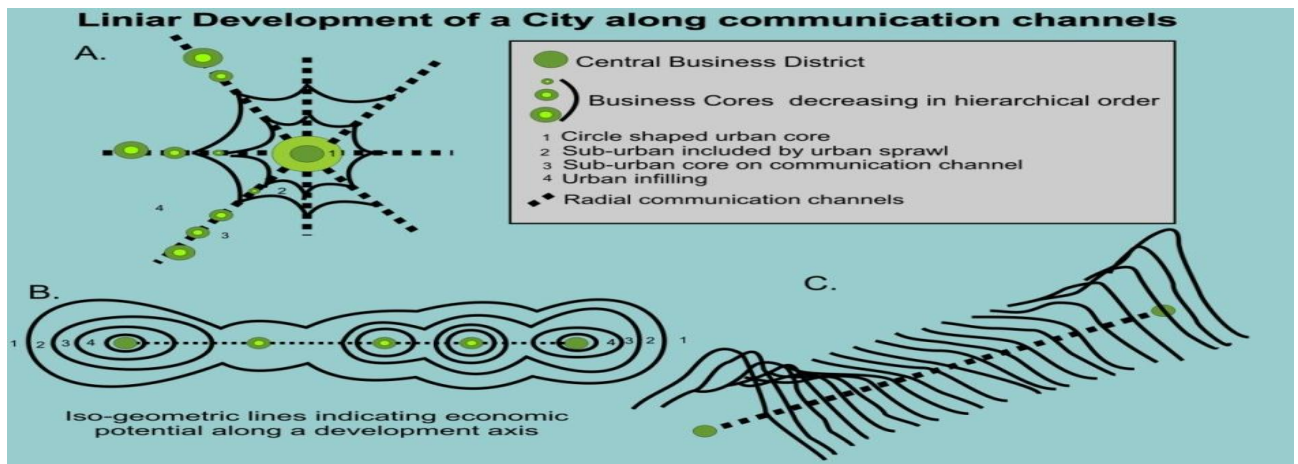 Liniar Development of a City along communication channels
A.
Central Business District
Business Cores decreasing in hierarchical order
1 Circle shaped urban core
2 Sub-urban included by urban sprawl
3 Sub-urban core on communication channel
4 Urban infilling
Radial communication channels
1
2
4
3
B.
1 2 3 4 4 3 2 1
Iso-geometric lines indicating economic
potential along a development axis
C.